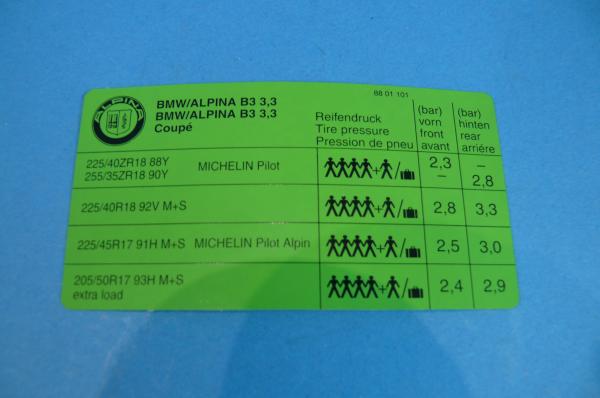 88 01 101
ALPINA
BMW/ALPINA B3 3,3
BMW/ALPINA B3 3,3
Coupé
Reifendruck
Tire pressure
Pression de pneu
(bar)
vorn
front
avant
(bar)
hinten
rear
arriére
225/40ZR18 88Y MICHELIN Pilot + / 2,3 –
255/35ZR18 90Y – 2,8
225/40R18 92V M+S + / 2,8 3,3
225/45R17 91H M+S MICHELIN Pilot Alpin + / 2,5 3,0
205/50R17 93H M+S + / 2,4 2,9
extra load